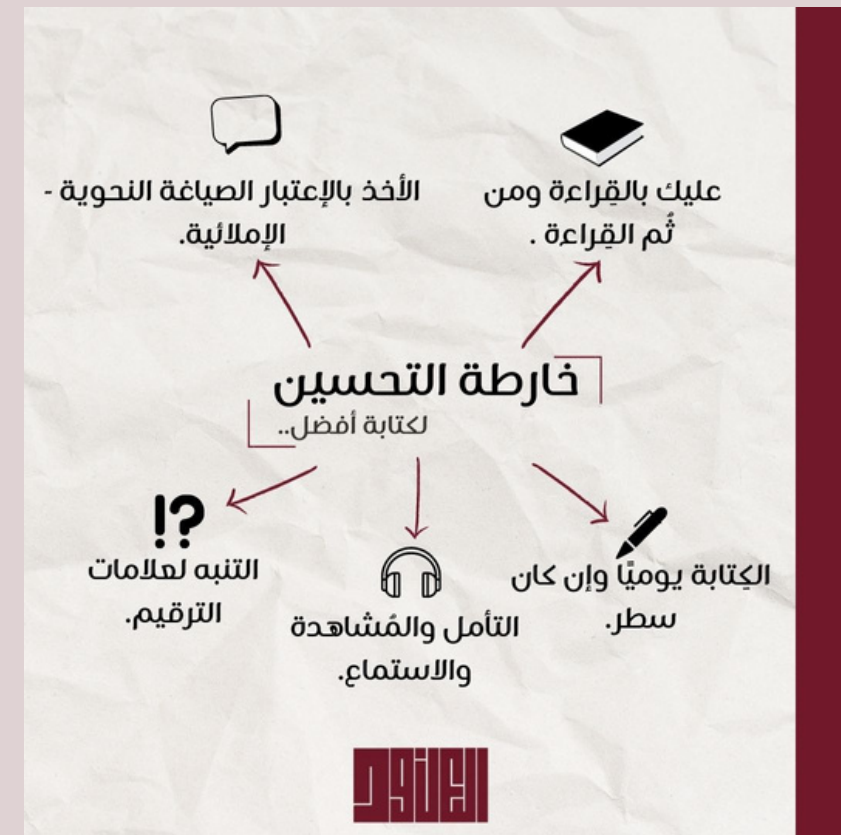 عليك بالقِراءة ومن
ثُم القِراءة .
الأخذ بالإعتبار الصياغة النحوية -
الإملائية.
خارطة التحسين
لكتابة أفضل..
الكِتابة يوميًا وإن كان
سطر.
التأمل والمُشاهدة
والاستماع.
!?
التنبه لعلامات
الترقيم.